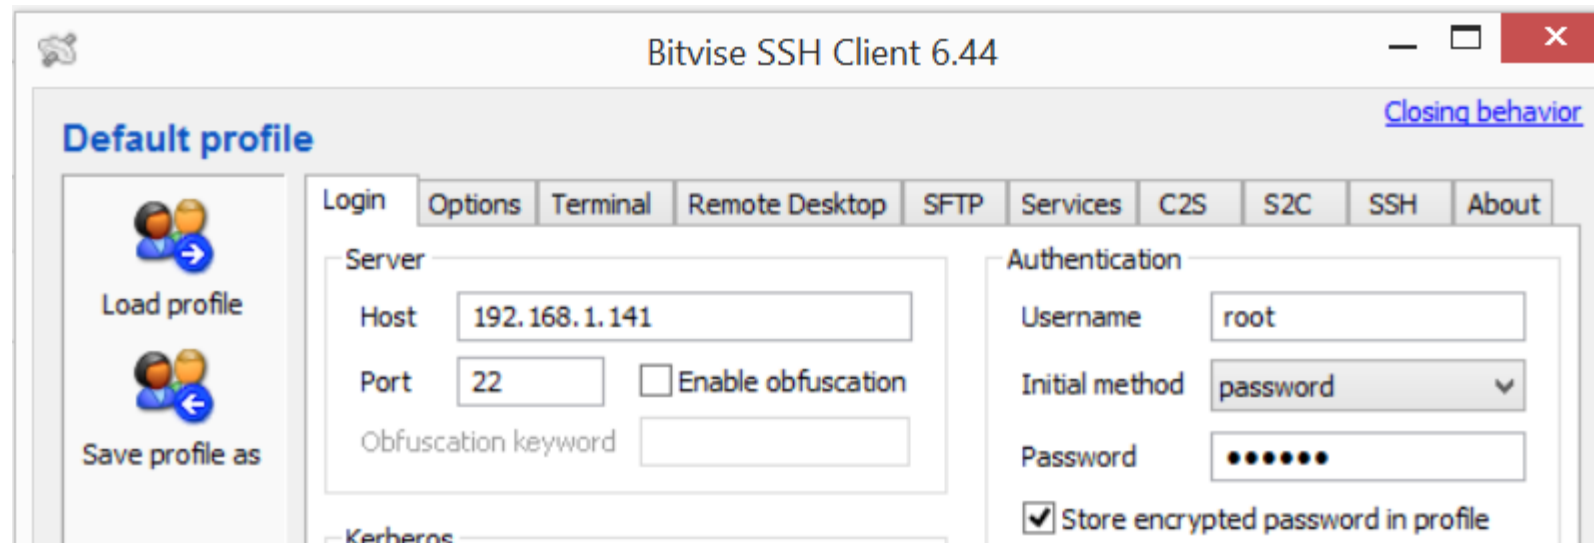 Bitvise SSH Client 6.44
Closing behavior
Default profile
Load profile
Save profile as
Login Options Terminal Remote Desktop SFTP Services C2S S2C SSH About
Server
Host 192.168.1.141
Port 22 Enable obfuscation
Obfuscation keyword
Kerberos
Authentication
Username root
Initial method password
Password ••••••
Store encrypted password in profile